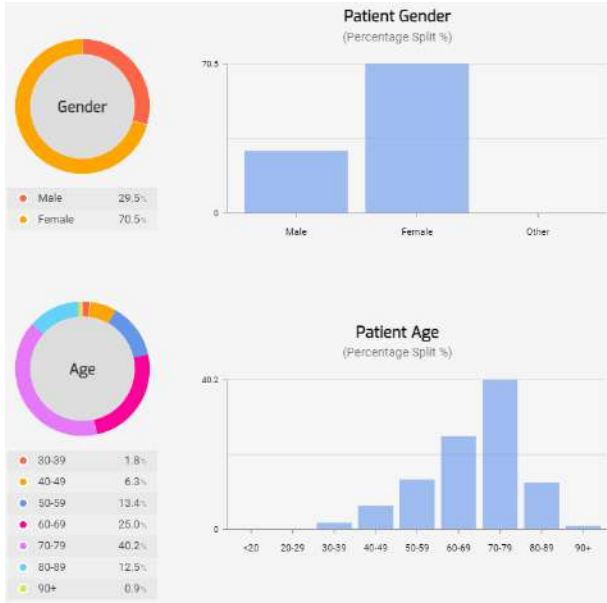 Patient Gender
(Percentage Split %)
Gender
70.5
0
Male
Female
Other
Male 29.5%
Female 70.5%
Patient Age
(Percentage Split %)
Age
40.2
0
<20
20-29
30-39
40-49
50-59
60-69
70-79
80-89
90+
30-39 1.8%
40-49 6.3%
50-59 13.4%
60-69 25.0%
70-79 40.2%
80-89 12.5%
90+ 0.9%